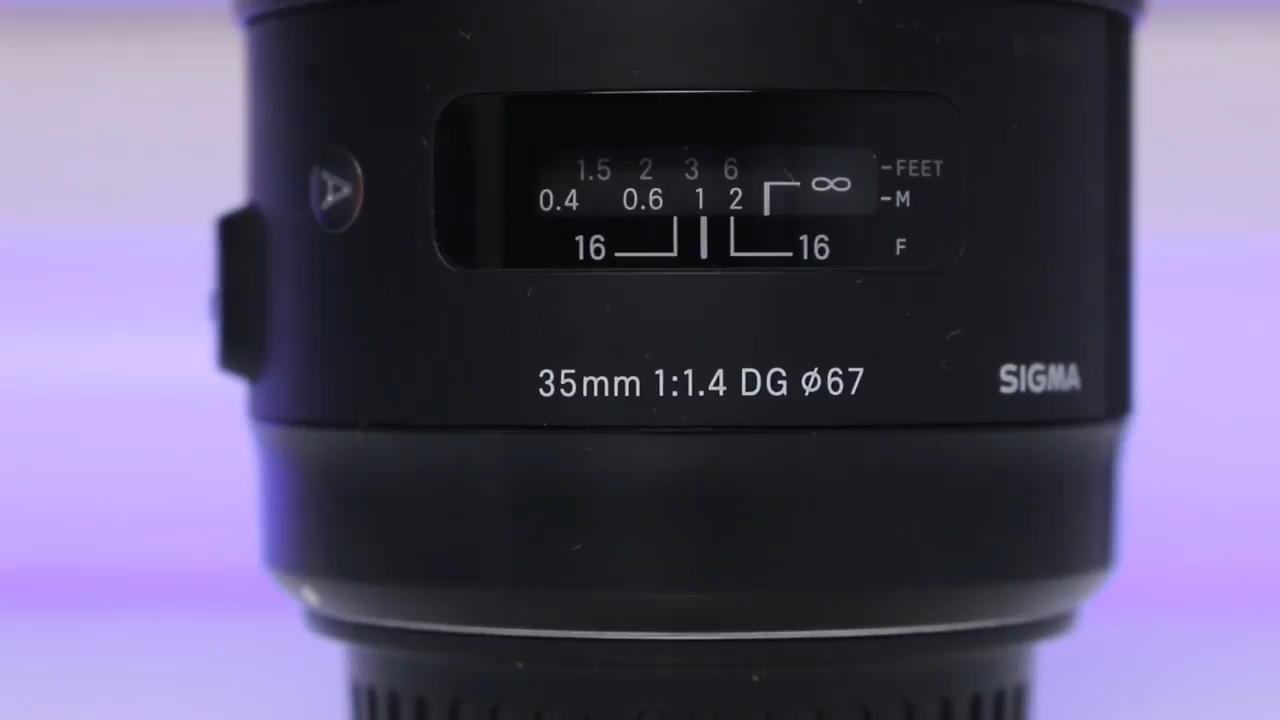 1.5 2 3 6 -FEET
0.4 0.6 1 2 ∞ -M
16 16 F
A
35mm 1:1.4 DG ø67
SIGMA